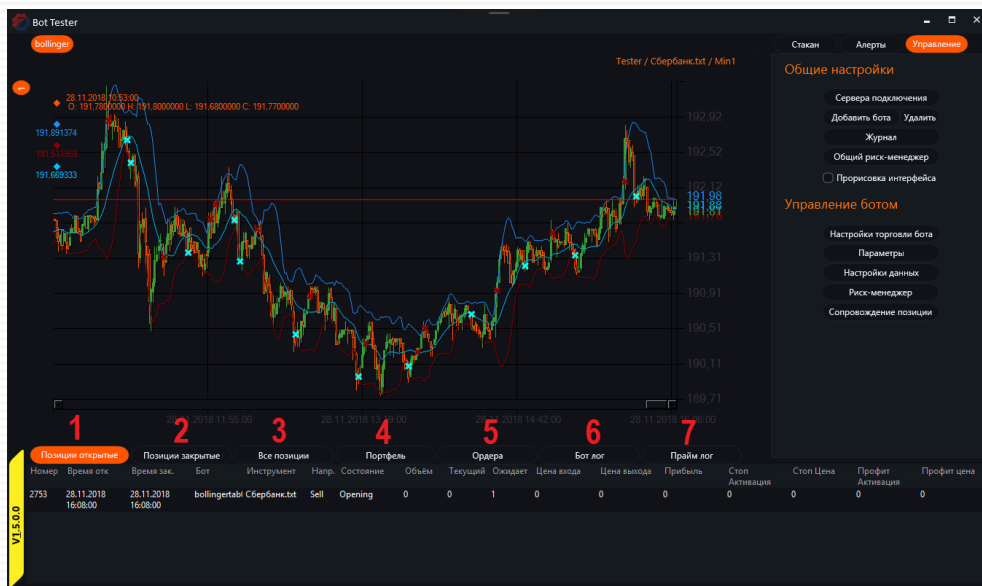 Bot Tester
bollinger
Стакан Алерты Управление
Tester / Сбербанк.txt / Min1
Общие настройки
28.11.2018 10:53:00
O: 191,7800000 H: 191,8000000 L: 191,6800000 C: 191,7700000
191,891374
191,669333
192,92
192,52
192,12
191,98
191,31
190,91
190,51
190,11
189,71
Сервера подключения
Добавить бота Удалить
Журнал
Общий риск-менеджер
Прорисовка интерфейса
Управление ботом
Настройки торговли бота
Параметры
Настройки данных
Риск-менеджер
Сопровождение позиции
28.11.2018 11:55:00 28.11.2018 14:42:00
1 2 3 4 5 6 7
Позиции открытые Позиции закрытые Все позиции Портфель Ордера Бот лог Прайм лог
Номер Время отк Время зак. Бот Инструмент Напр. Состояние Объём Текущий Ожидает Цена входа Цена выхода Прибыль Стоп Активация Стоп Цена Профит Активация Профит цена
2753 28.11.2018 16:08:00 28.11.2018 16:08:00 bollingertabl Сбербанк.txt Sell Opening 0 0 1 0 0 0 0 0 0 0
V1.5.0.0